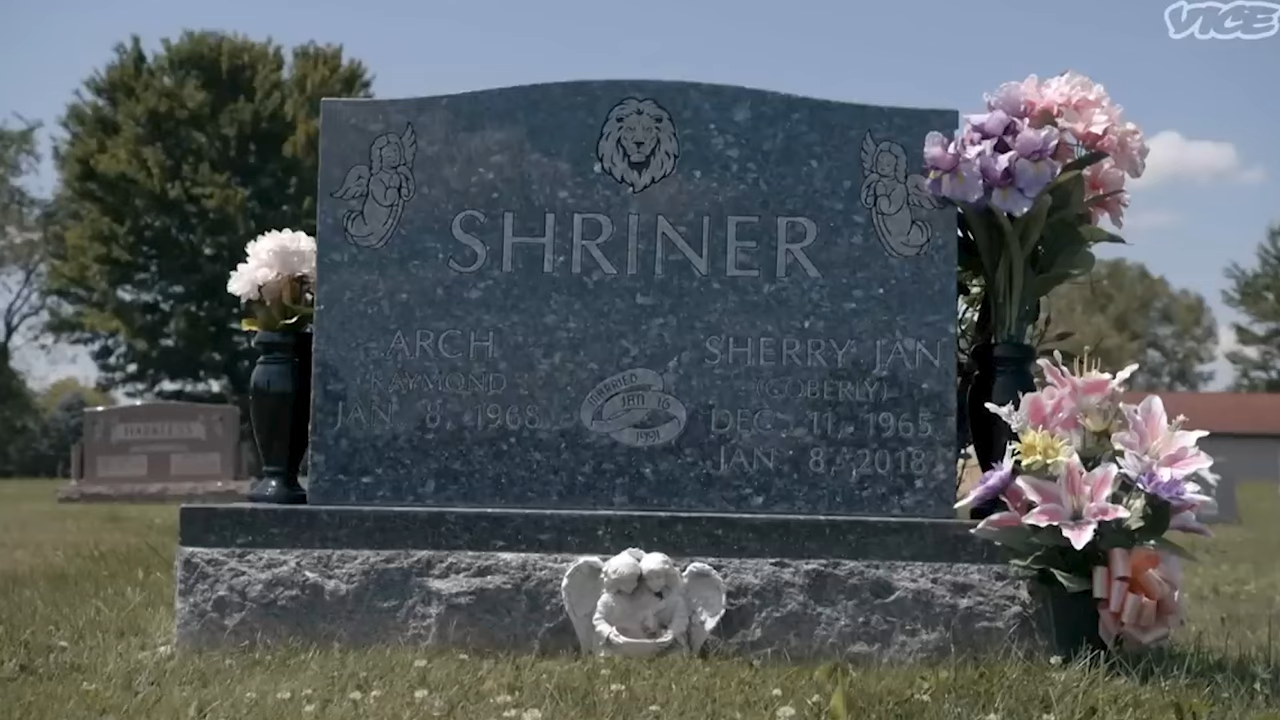 VICE
SHRINER
ARCH
RAYMOND
JAN 8, 1968
MARRIED
JAN 16
1991
SHERRY JAN
(COBERLY)
DEC 11, 1965
JAN 8, 2018